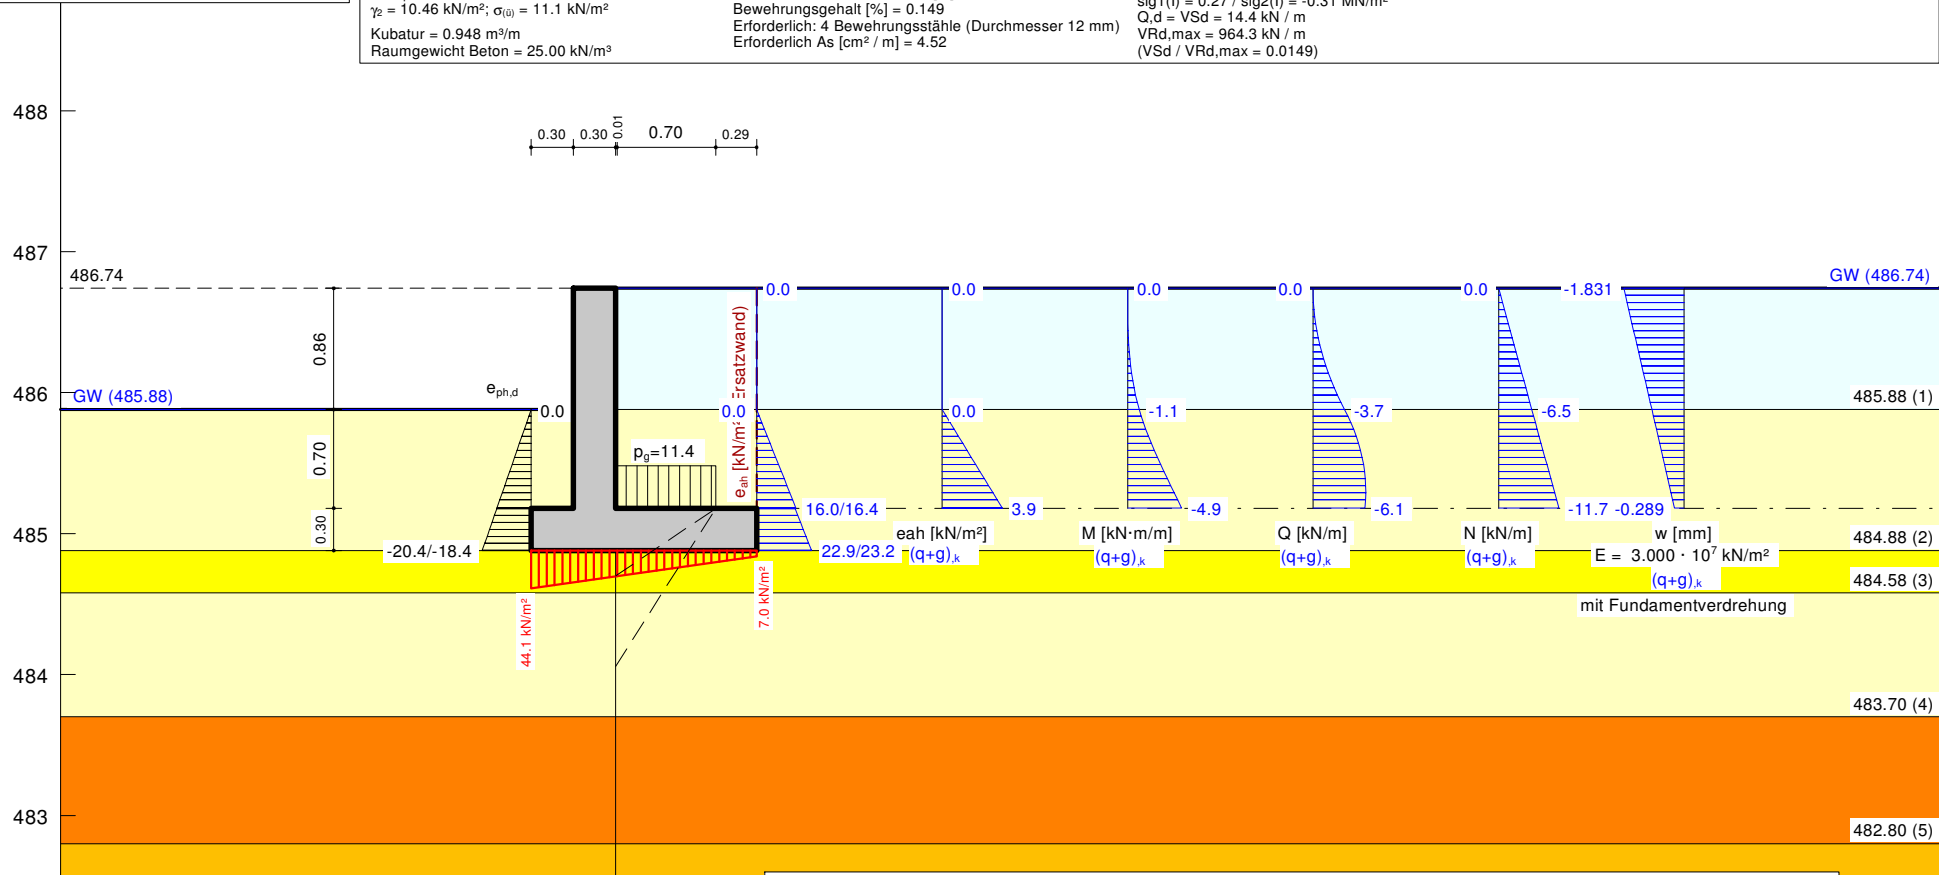 γ₂ = 10.46 kN/m²; σ₍ü₎ = 11.1 kN/m²
Kubatur = 0.948 m³/m
Raumgewicht Beton = 25.00 kN/m³
Bewehrungsgehalt [%] = 0.149
Erforderlich: 4 Bewehrungsstähle (Durchmesser 12 mm)
Erforderlich As [cm² / m] = 4.52
Q,d = VSd = 14.4 kN / m
VRd,max = 964.3 kN / m
(VSd / VRd,max = 0.0149)
488
0.30 0.30 0.01 0.70 0.29
487
486.74
GW (486.74)
0.0 0.0 0.0 0.0 0.0 -1.831
0.86
486
GW (485.88)
e ph,d
485.88 (1)
0.0 0.0 0.0 -1.1 -3.7 -6.5
0.70
p g=11.4
e ah [kN/m² Ersatzwand)
16.0/16.4 3.9 -4.9 -6.1 -11.7 -0.289
0.30
485
-20.4/-18.4
22.9/23.2
eah [kN/m²] M [kN·m/m] Q [kN/m] N [kN/m] w [mm]
484.88 (2)
(q+g),k (q+g),k (q+g),k (q+g),k E = 3.000 · 10⁷ kN/m²
(q+g),k
484.58 (3)
mit Fundamentverdrehung
44.1 kN/m²
7.0 kN/m²
484
483.70 (4)
483
482.80 (5)